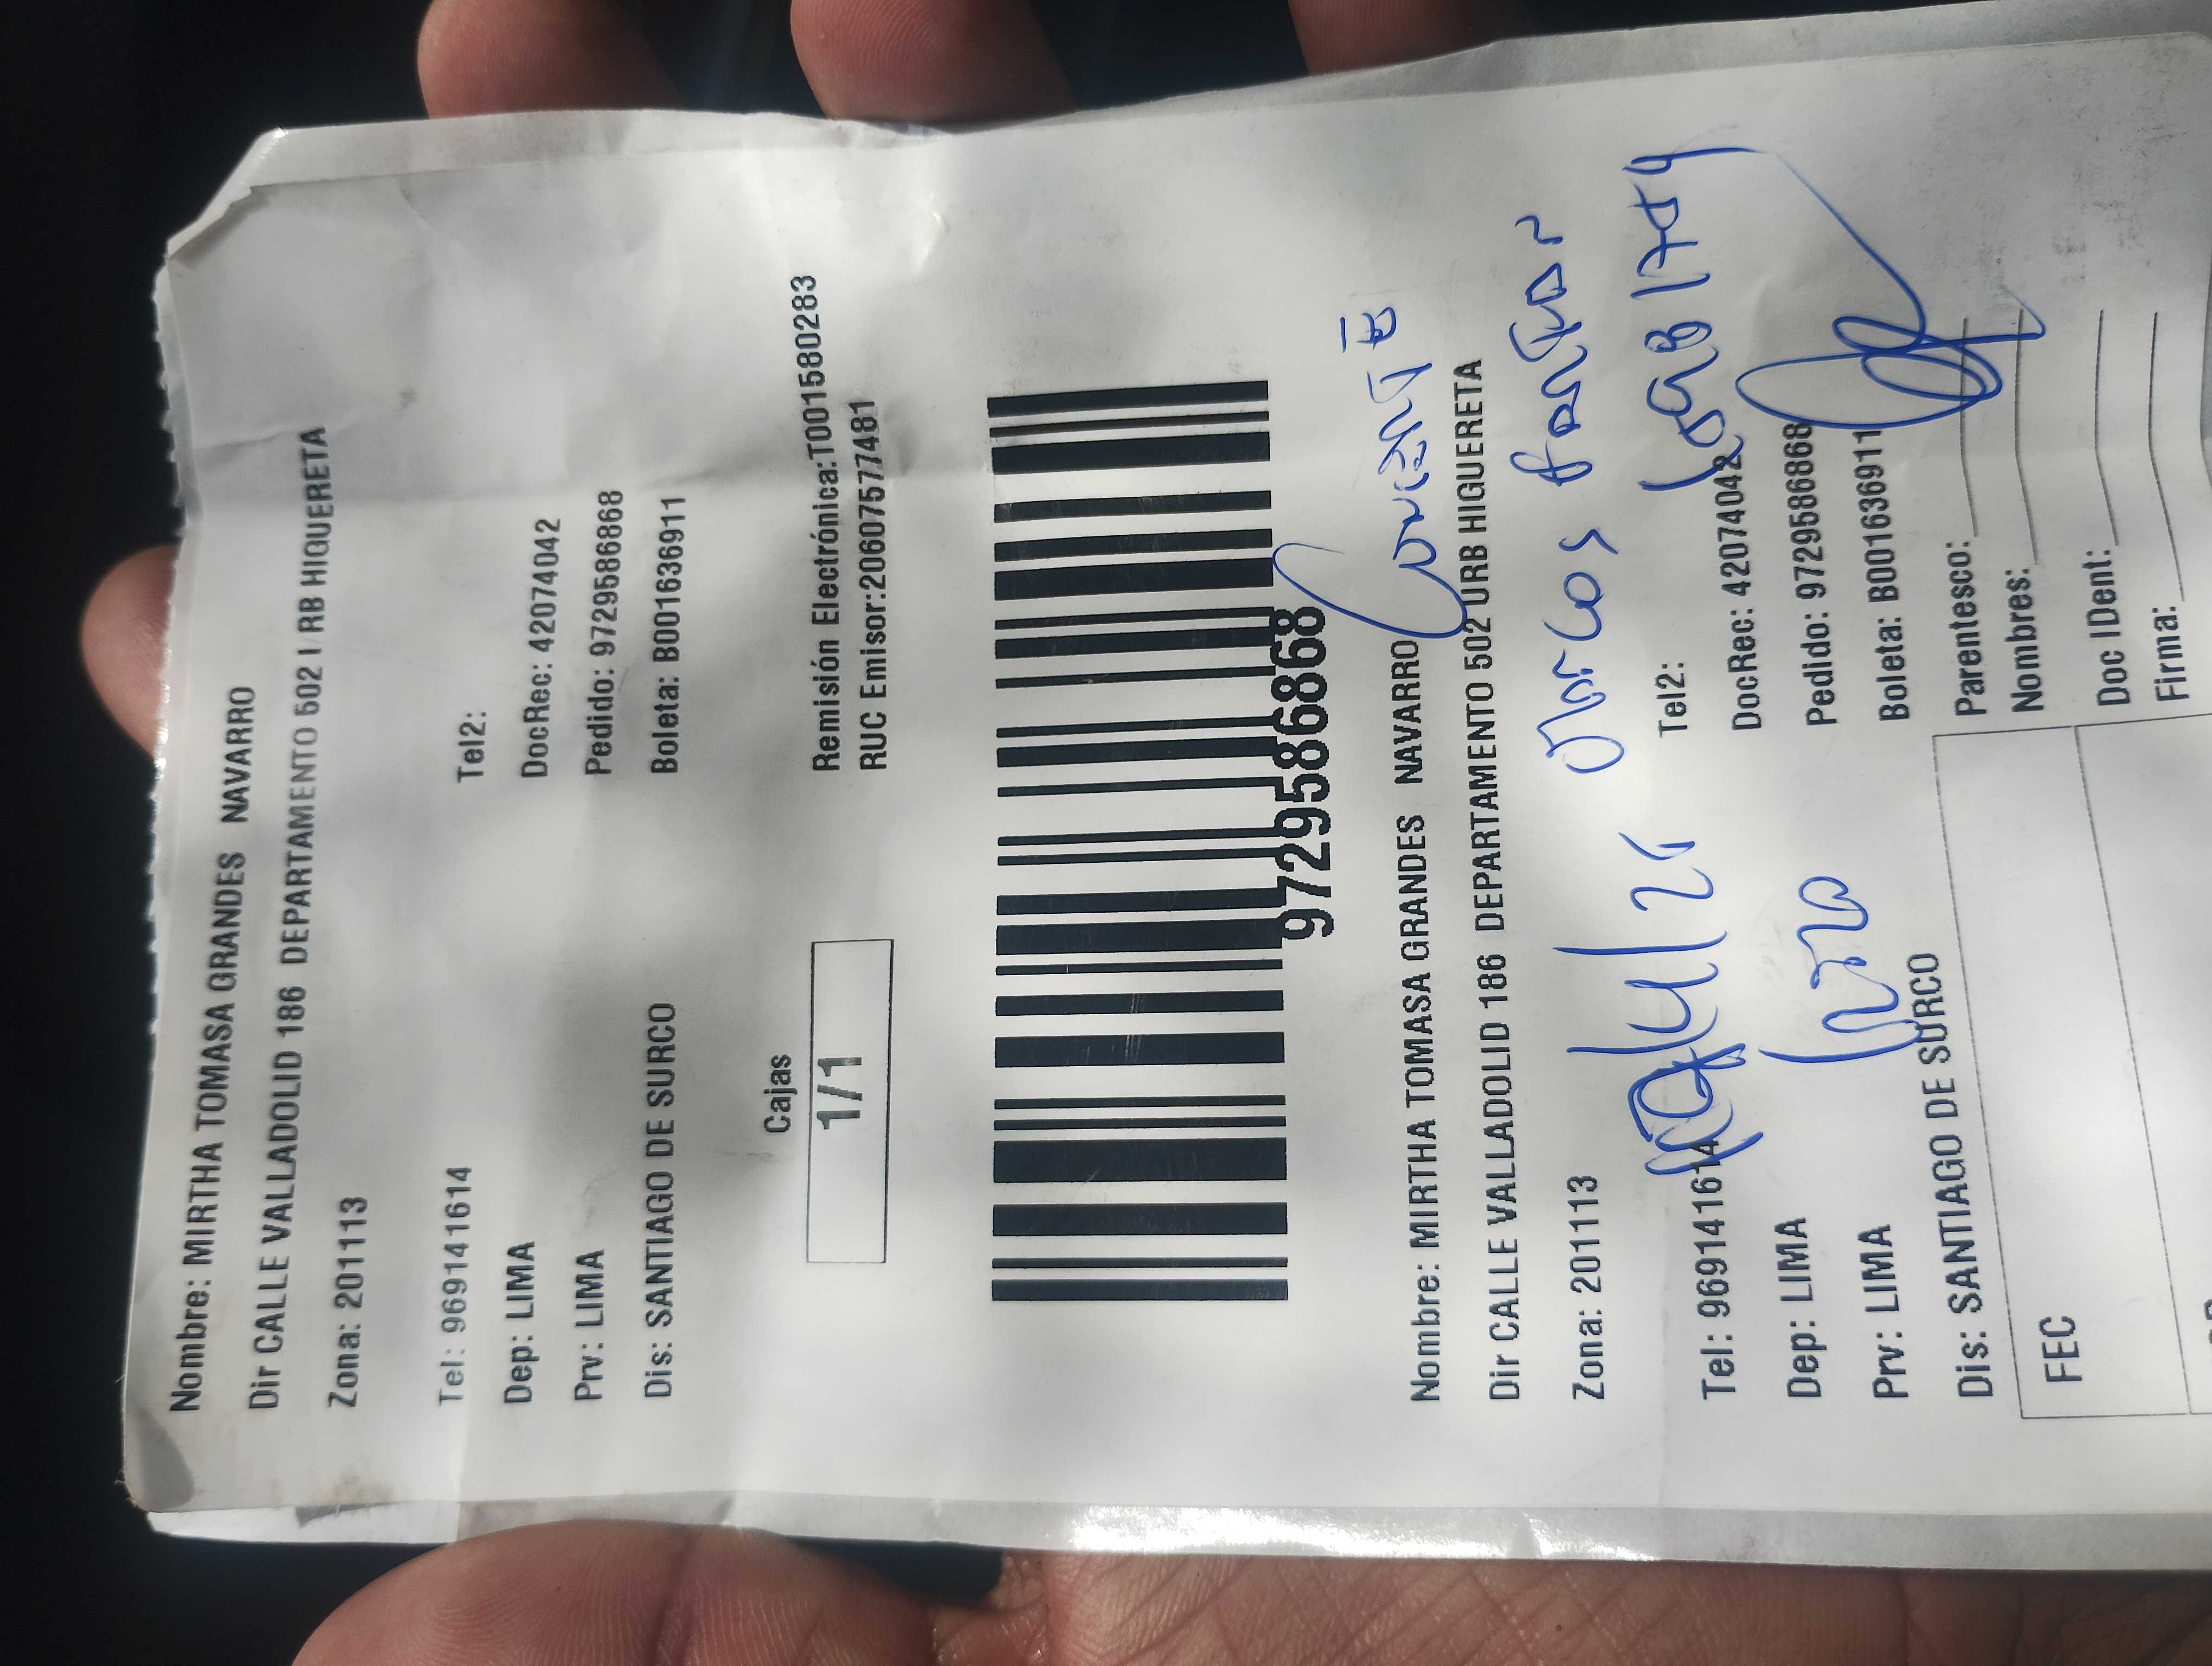 Nombre: MIRTHA TOMASA GRANDES NAVARRO
Dir CALLE VALLADOLID 186 DEPARTAMENTO 502 URB HIGUERETA
Zona: 201113
Tel: 969141614
Tel2:
Dep: LIMA
DocRec: 42074042
Prv: LIMA
Pedido: 9729586868
Dis: SANTIAGO DE SURCO
Boleta: B001636911
Cajas
1/1
Remisión Electrónica:T001580283
RUC Emisor:20607577481
9729586868
Nombre: MIRTHA TOMASA GRANDES NAVARRO
Dir CALLE VALLADOLID 186 DEPARTAMENTO 502 URB HIGUERETA
Zona: 201113
Marcos
Tel: 969141614
Tel2:
Dep: LIMA
DocRec: 42074042
Prv: LIMA
Pedido: 9729586868
Dis: SANTIAGO DE SURCO
Boleta: B001636911
Parentesco:
FEC
Nombres:
Doc IDent:
Firma: